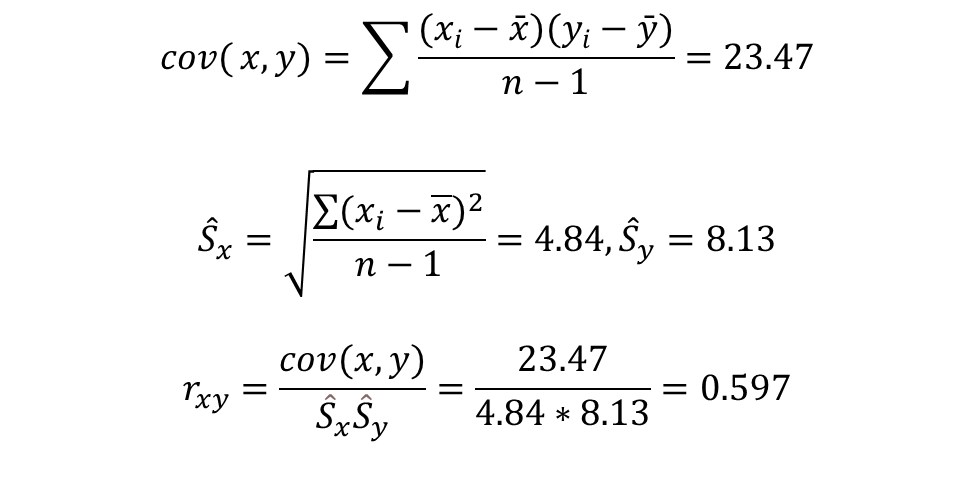 cov( x, y) = ∑ (xᵢ − x̄)(yᵢ − ȳ) / n − 1 = 23.47
Ŝₓ = √(∑(xᵢ − x̅)² / n − 1) = 4.84, Ŝᵧ = 8.13
rₓᵧ = cov(x, y) / ŜₓŜᵧ = 23.47 / 4.84 ∗ 8.13 = 0.597